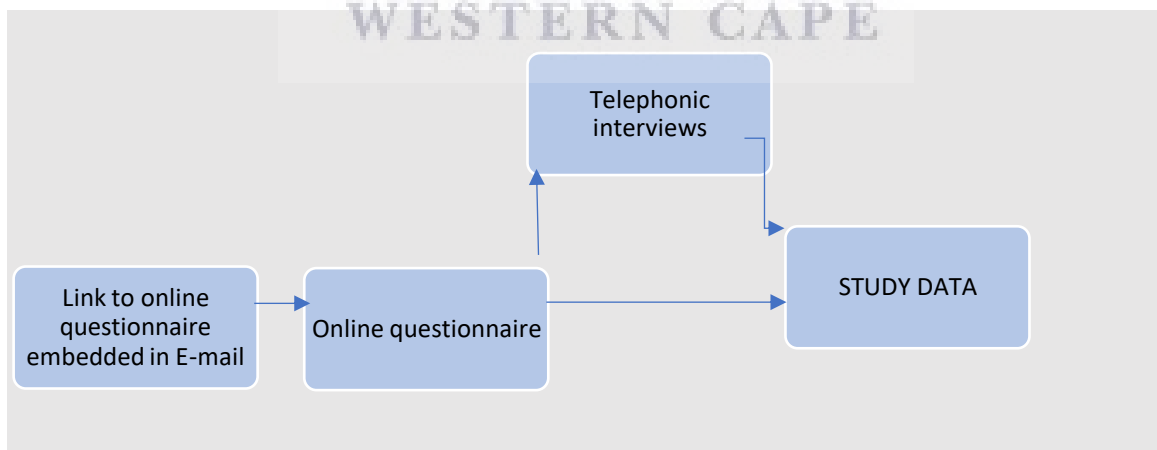 WESTERN CAPE
Telephonic
interviews
Link to online
questionnaire
embedded in E-mail
Online questionnaire
STUDY DATA